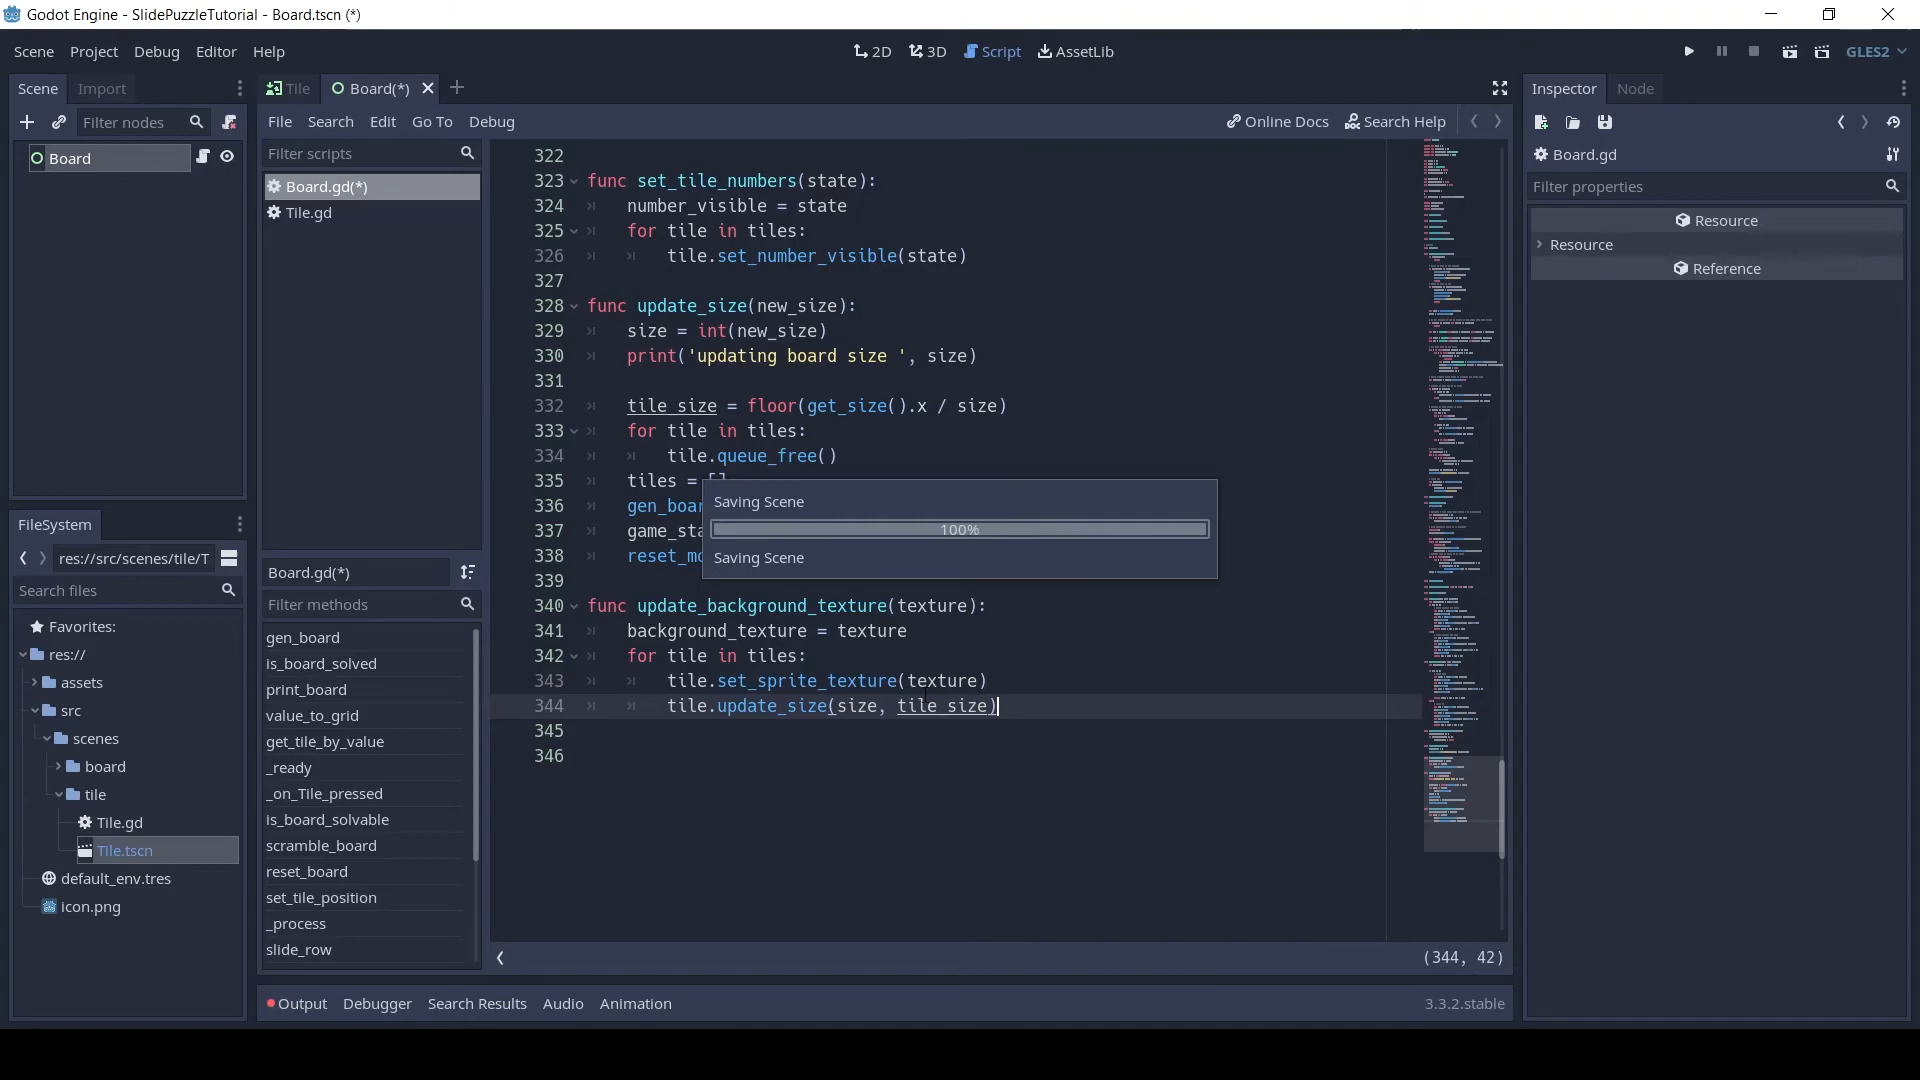 Godot Engine - SlidePuzzleTutorial - Board.tscn (*)
Scene Project Debug Editor Help
2D 3D Script AssetLib
GLES2
Scene Import
Filter nodes
Board
FileSystem
res://src/scenes/tile/T
Search files
Favorites:
res://
assets
src
scenes
board
tile
Tile.gd
Tile.tscn
default_env.tres
icon.png
Tile Board(*)
File Search Edit Go To Debug
Online Docs Search Help
Filter scripts
Board.gd(*)
Tile.gd
Board.gd(*)
Filter methods
gen_board
is_board_solved
print_board
value_to_grid
get_tile_by_value
_ready
_on_Tile_pressed
is_board_solvable
scramble_board
reset_board
set_tile_position
_process
slide_row
322
323 func set_tile_numbers(state):
324 number_visible = state
325 for tile in tiles:
326 tile.set_number_visible(state)
327
328 func update_size(new_size):
329 size = int(new_size)
330 print('updating board size ', size)
331
332 tile_size = floor(get_size().x / size)
333 for tile in tiles:
334 tile.queue_free()
335 tiles = []
336 gen_boar
337 game_sta
338 reset_mo
339
340 func update_background_texture(texture):
341 background_texture = texture
342 for tile in tiles:
343 tile.set_sprite_texture(texture)
344 tile.update_size(size, tile_size)
345
346
Saving Scene
100%
Saving Scene
(344, 42)
Output Debugger Search Results Audio Animation
3.3.2.stable
Inspector Node
Board.gd
Filter properties
Resource
Resource
Reference